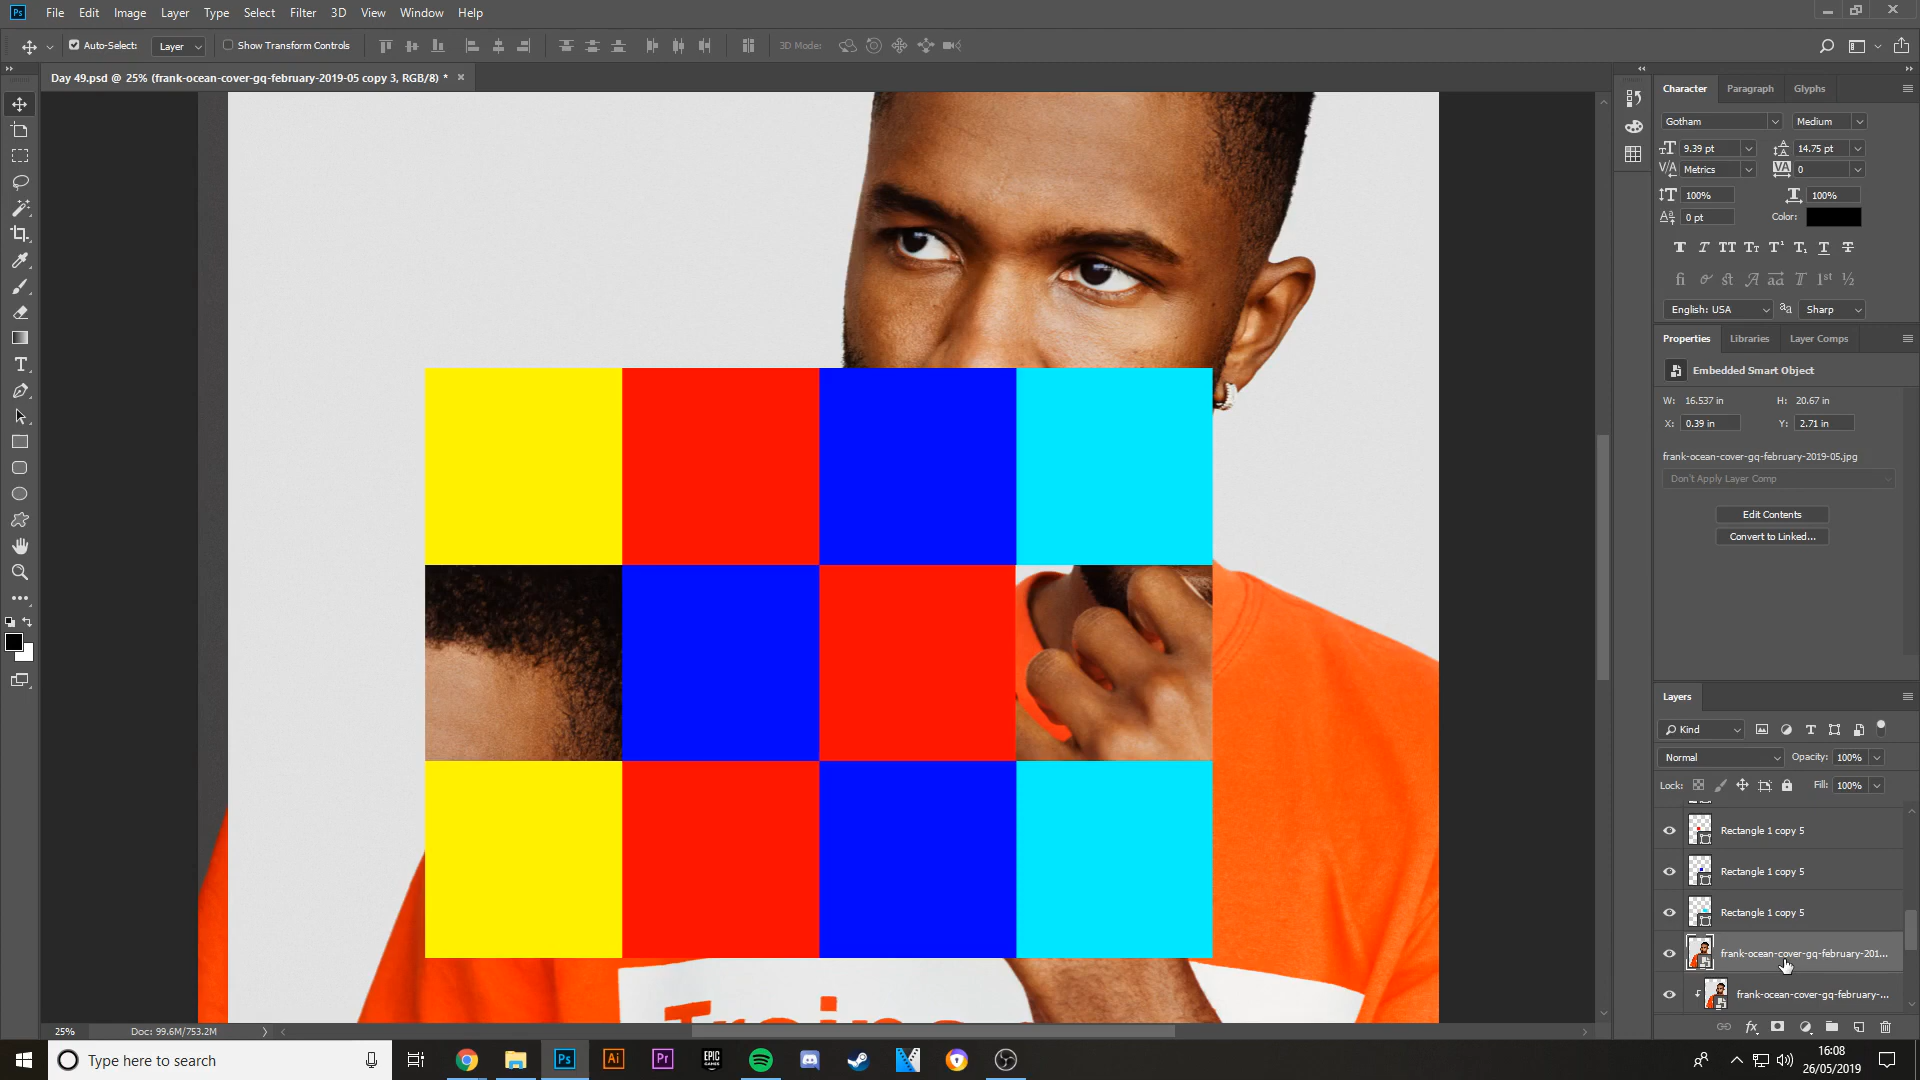 Ps File Edit Image Layer Type Select Filter 3D View Window Help
Auto-Select: Layer Show Transform Controls 3D Mode:
Day 49.psd @ 25% (frank-ocean-cover-gq-february-2019-05 copy 3, RGB/8) *
Character Paragraph Glyphs
Gotham Medium
9.39 pt 14.75 pt
Metrics 0
100% 100%
0 pt Color:
English: USA Sharp
Properties Libraries Layer Comps
Embedded Smart Object
W: 16.537 in H: 20.67 in
X: 0.39 in Y: 2.71 in
frank-ocean-cover-gq-february-2019-05.jpg
Don't Apply Layer Comp
Edit Contents
Convert to Linked...
Layers
Kind
Normal Opacity: 100%
Lock: Fill: 100%
Rectangle 1 copy 5
Rectangle 1 copy 5
Rectangle 1 copy 5
frank-ocean-cover-gq-february-201...
frank-ocean-cover-gq-february-...
25% Doc: 99.6M/753.2M
Type here to search
Ps Ai Pr EPIC GAMES
16:08
26/05/2019